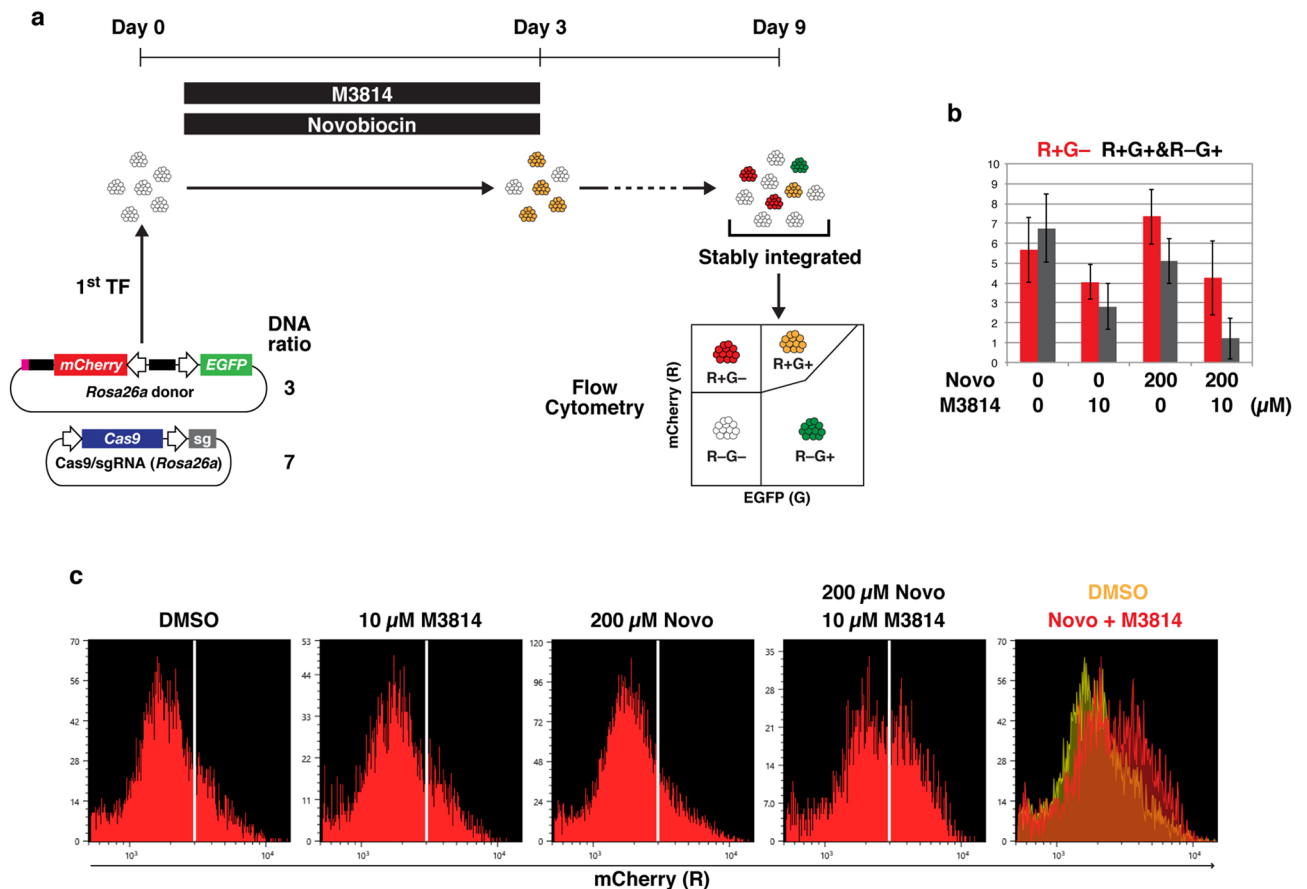 a
Day 0 Day 3 Day 9
M3814
Novobiocin
1st TF
DNA
ratio
mCherry EGFP
Rosa26a donor
3
Cas9 sg
Cas9/sgRNA (Rosa26a)
7
Stably integrated
Flow
Cytometry
mCherry (R)
R+G–
R+G+
R–G–
R–G+
EGFP (G)
b
R+G– R+G+&R–G+
10
9
8
7
6
5
4
3
2
1
0
Novo 0 0 200 200
M3814 0 10 0 10 (µM)
c
DMSO
70
56
42
28
14
0
10³ 10⁴
10 µM M3814
53
44
33
22
11
0
10³ 10⁴
200 µM Novo
120
96
72
48
24
0
10³ 10⁴
200 µM Novo
10 µM M3814
35
28
21
14
7.0
0
10³ 10⁴
DMSO
Novo + M3814
70
56
42
28
14
0
10³ 10⁴
mCherry (R)